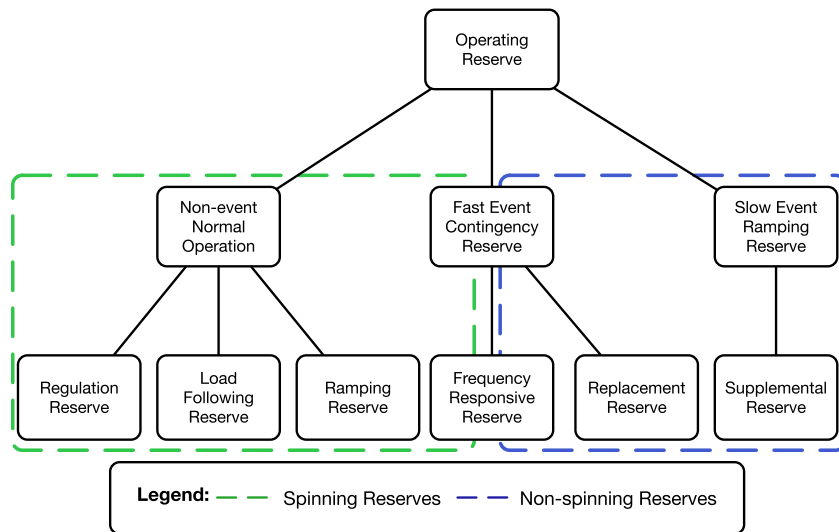 Operating
Reserve
Non-event
Normal
Operation
Fast Event
Contingency
Reserve
Slow Event
Ramping
Reserve
Regulation
Reserve
Load
Following
Reserve
Ramping
Reserve
Frequency
Responsive
Reserve
Replacement
Reserve
Supplemental
Reserve
Legend: Spinning Reserves Non-spinning Reserves